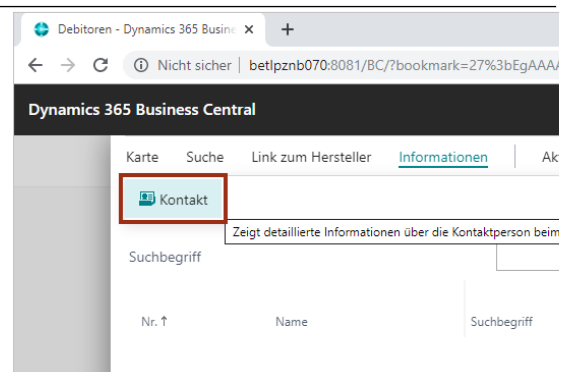 Debitoren - Dynamics 365 Busine
Nicht sicher | betlpznb070:8081/BC/?bookmark=27%3bEgAAAA
Dynamics 365 Business Central
Karte Suche Link zum Hersteller Informationen Ak
Kontakt
Zeigt detaillierte Informationen über die Kontaktperson beim
Suchbegriff
Nr. ↑ Name Suchbegriff